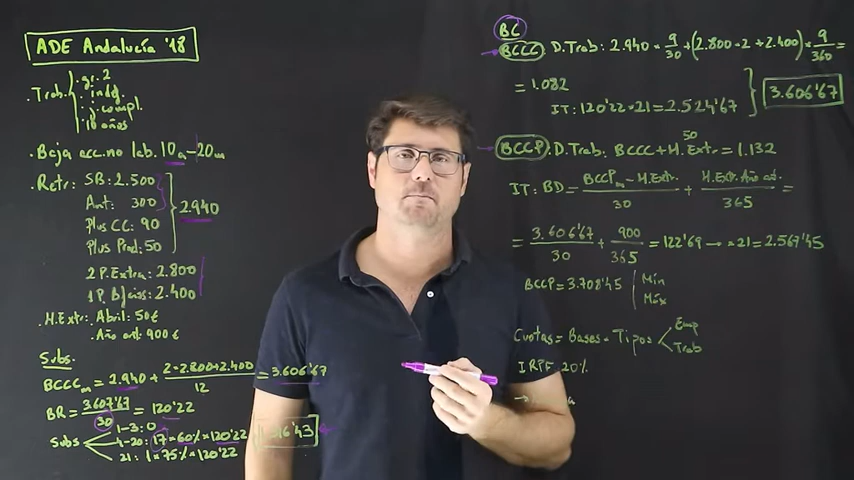 ADE Andalucía '18
. Trab.
. gr. 2
. indef.
. j. compl.
. 10 años
. Baja acc. no lab. 10a - 20m
. Retr: SB: 2.500
Ant: 300
Plus CC: 90
Plus Prod: 50
2.940
2 P. Extra: 2.800
1 P. B/cios: 2.400
. H. Extr: Abril: 50€
. Año ant: 900€
Subs.
BCCCm = 2.940 + 2×2.800+2.400 / 12 = 3.606'67
BR = 3.607'67 / 30 = 120'22
Subs
1-3: 0
4-20: 17 × 60% × 120'22
21: 1 × 75% × 120'22
16'43
BC
BCCC. D. Trab: 2.940 × 9/30 + (2.800 × 2 + 2.400) × 9/360 =
= 1.082
IT: 120'22 × 21 = 2.524'67
3.606'67
BCCP. D. Trab: BCCC + H. Extr. 50 = 1.132
IT: BD = BCCPm - H. Extr. / 30 + H. Extr. Año ant. / 365 =
= 3.606'67 / 30 + 900 / 365 = 122'69 → × 21 = 2.567'45
BCCP = 3.708'45
Mín
Máx
Cuotas = Bases × Tipos
Emp
Trab
IRPF 20%